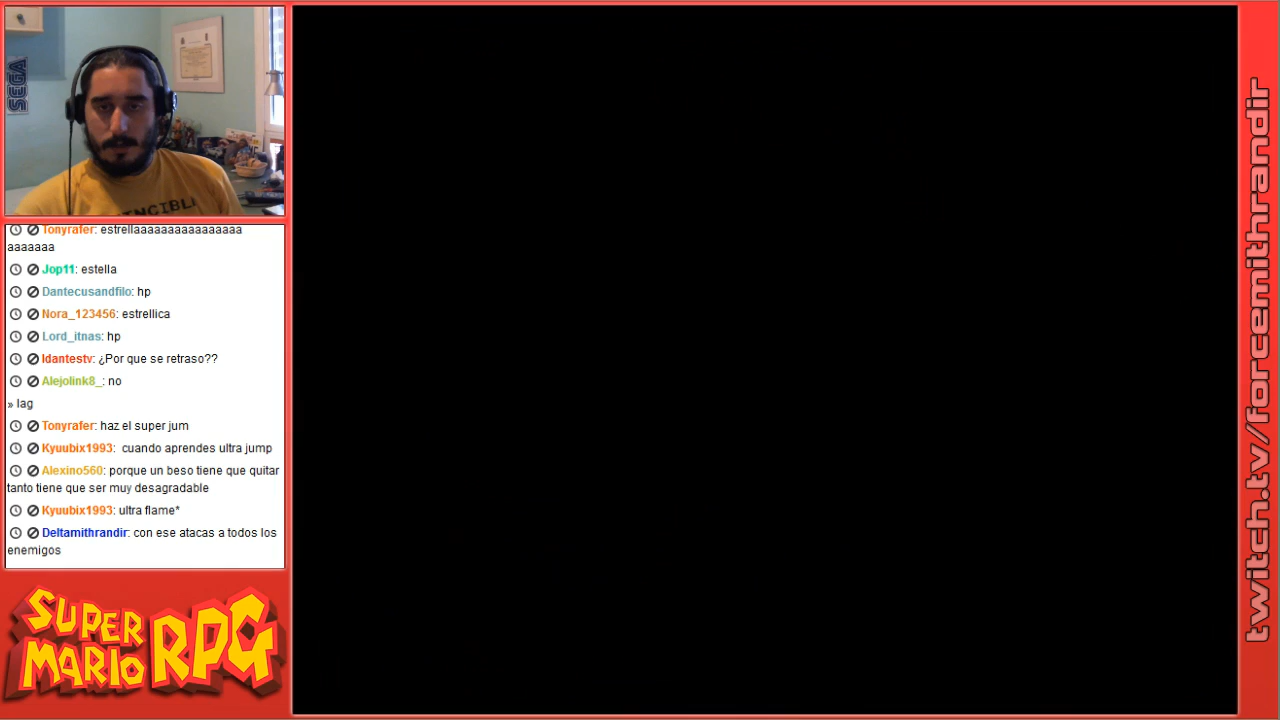 SEGA
INCIBL
Tonyrafer: estrellaaaaaaaaaaaaaaaa
aaaaaaa
Jop11: estella
Dantecusandfilo: hp
Nora_123456: estrellica
Lord_itnas: hp
Idantestv: ¿Por que se retraso??
Alejolink8_: no
» lag
Tonyrafer: haz el super jum
Kyuubix1993: cuando aprendes ultra jump
Alexino560: porque un beso tiene que quitar
tanto tiene que ser muy desagradable
Kyuubix1993: ultra flame*
Deltamithrandir: con ese atacas a todos los
enemigos
SUPER
MARIO RPG
twitch.tv/forcemithrandir